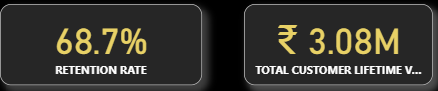 68.7%
RETENTION RATE
₹ 3.08M
TOTAL CUSTOMER LIFETIME V...